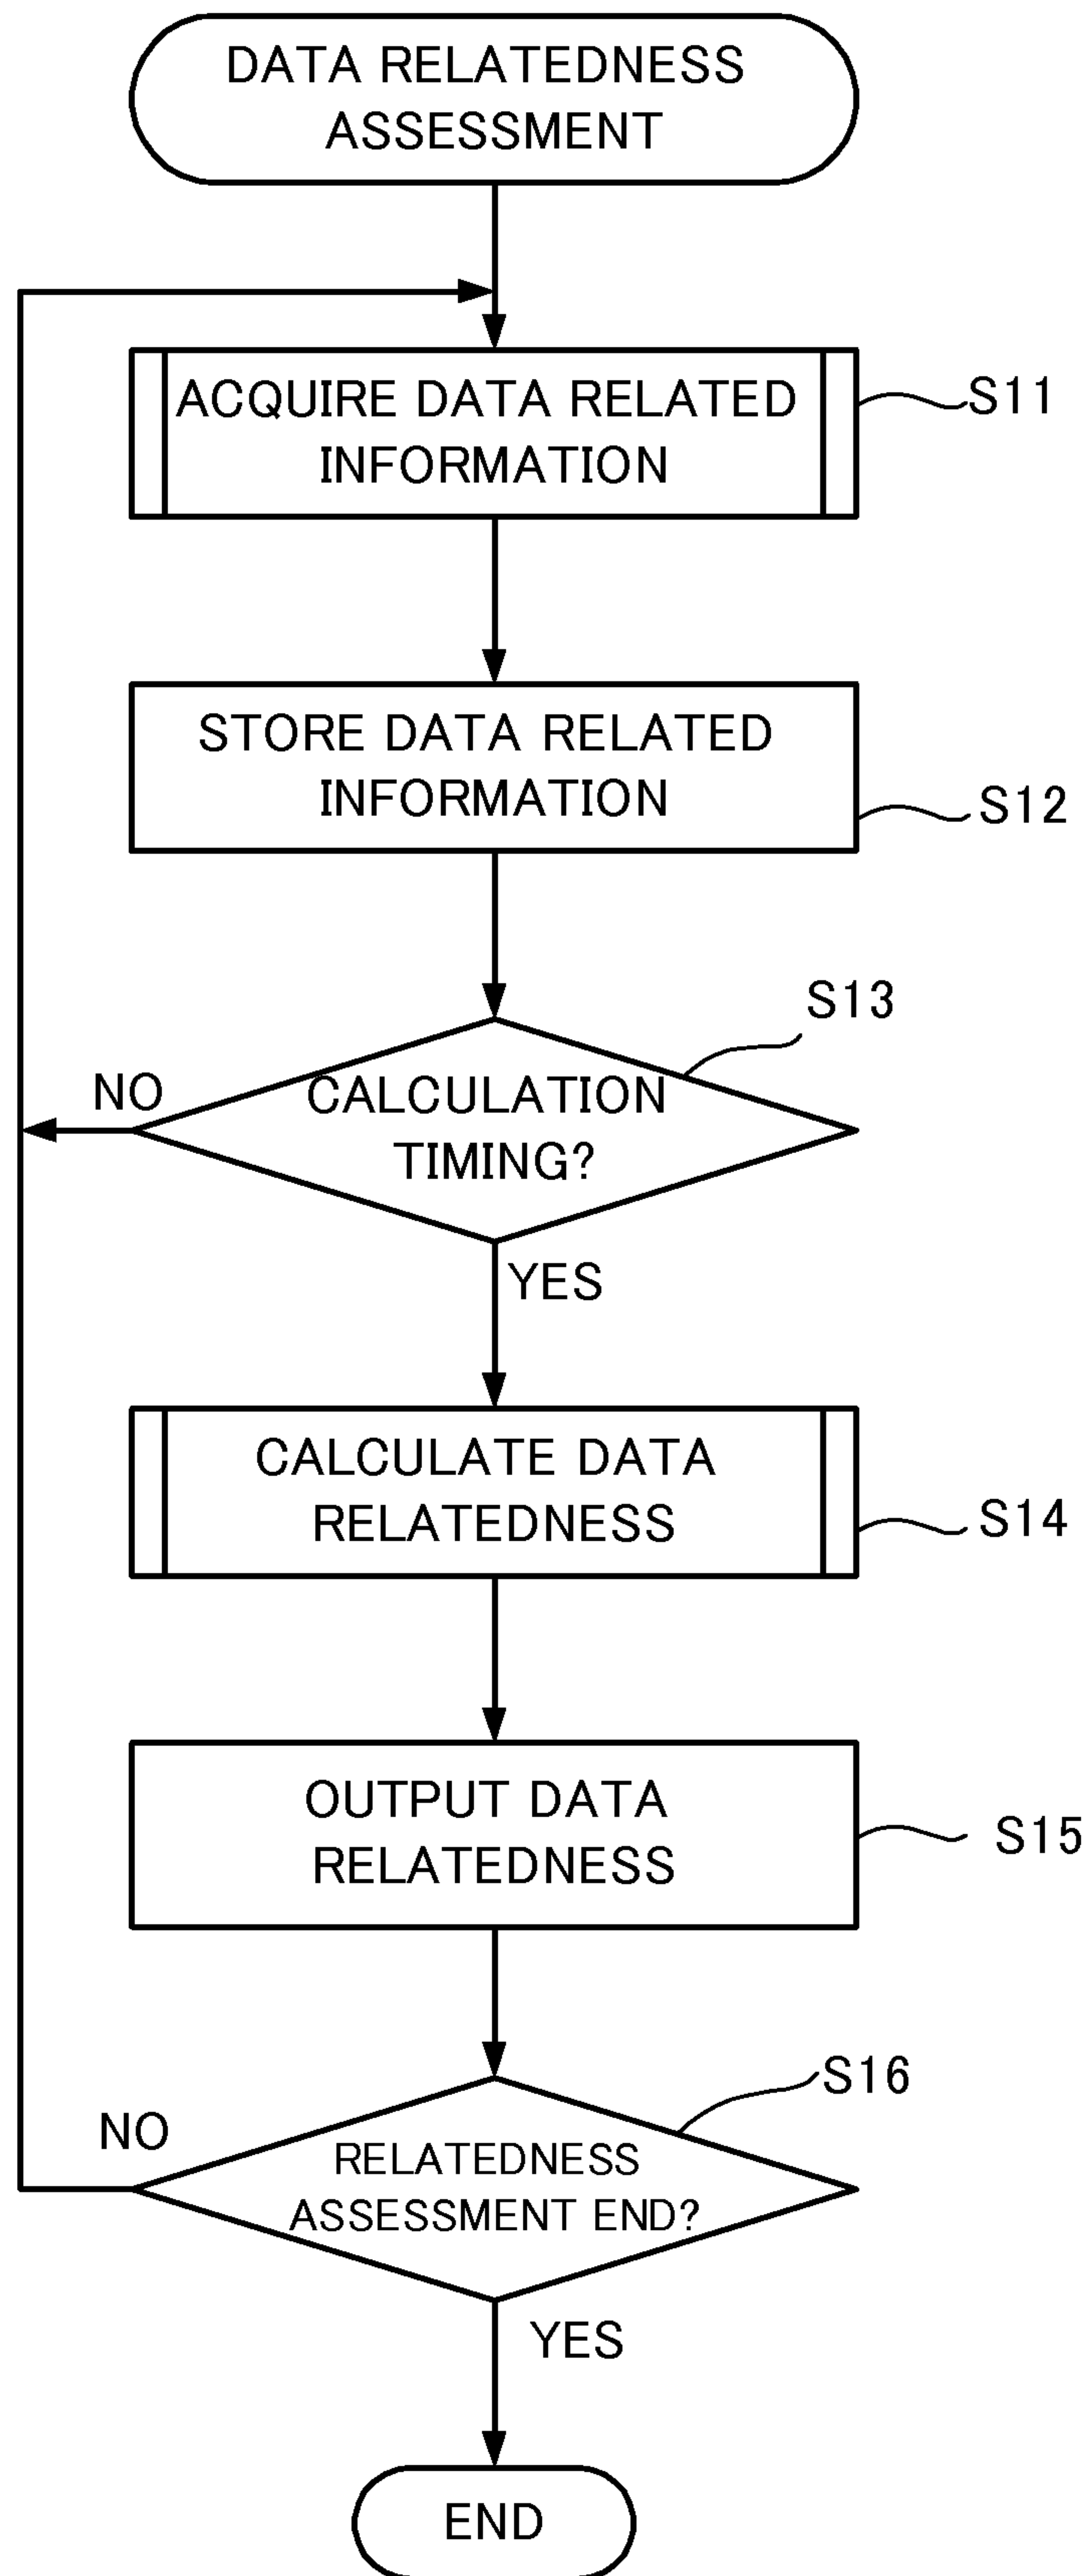 DATA RELATEDNESS
ASSESSMENT
ACQUIRE DATA RELATED
INFORMATION
S11
STORE DATA RELATED
INFORMATION
S12
S13
NO
CALCULATION
TIMING?
YES
CALCULATE DATA
RELATEDNESS
S14
OUTPUT DATA
RELATEDNESS
S15
S16
NO
RELATEDNESS
ASSESSMENT END?
YES
END